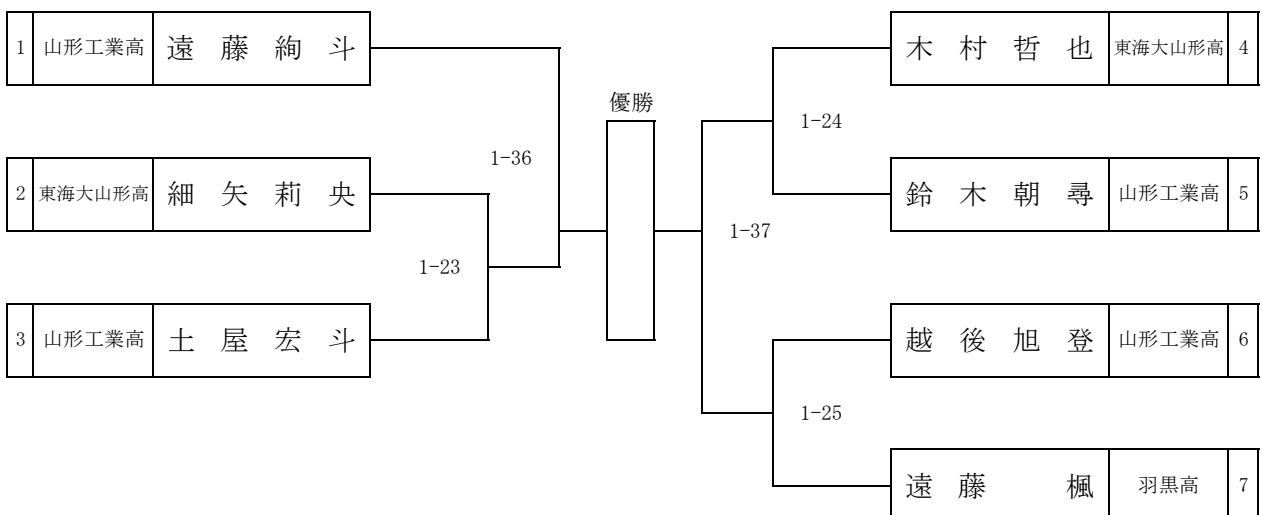 1 山形工業高 遠藤絢斗
2 東海大山形高 細矢莉央
3 山形工業高 土屋宏斗
1-36
1-23
優勝
1-37
1-24
1-25
木村哲也 東海大山形高 4
鈴木朝尋 山形工業高 5
越後旭登 山形工業高 6
遠藤 楓 羽黒高 7